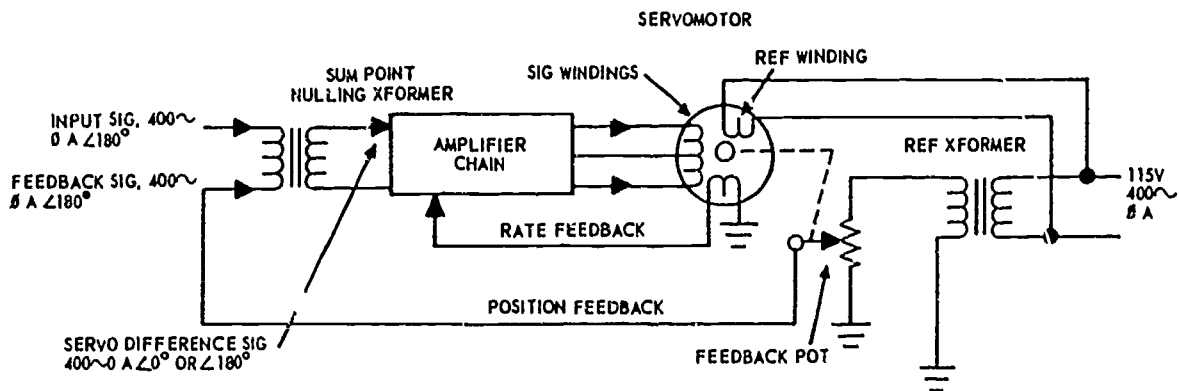 SERVOMOTOR
REF WINDING
SIG WINDINGS
SUM POINT
NULLING XFORMER
INPUT SIG, 400~
0 A ∠180°
AMPLIFIER
CHAIN
REF XFORMER
FEEDBACK SIG, 400~
Ø A ∠180°
115V
400~
Ø A
RATE FEEDBACK
POSITION FEEDBACK
SERVO DIFFERENCE SIG
400~0 A∠0° OR∠180°
FEEDBACK POT